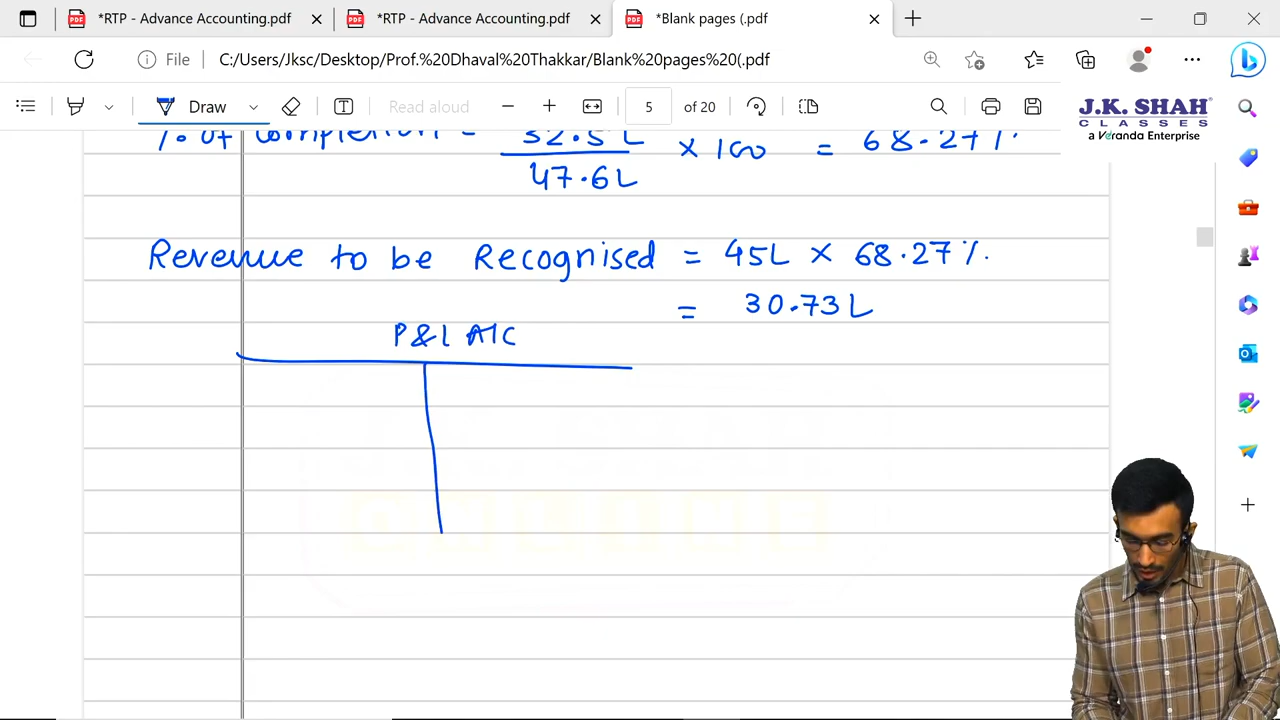 *RTP - Advance Accounting.pdf
*RTP - Advance Accounting.pdf
*Blank pages (.pdf
File
C:/Users/Jksc/Desktop/Prof.%20Dhaval%20Thakkar/Blank%20pages%20(.pdf
Draw
Read aloud
5
of 20
J.K. SHAH®
CLASSES
a Veranda Enterprise
% of Completion = 32.5L / 47.6L × 100 = 68.27%
Revenue to be Recognised = 45L × 68.27%
= 30.73L
P&L A/C